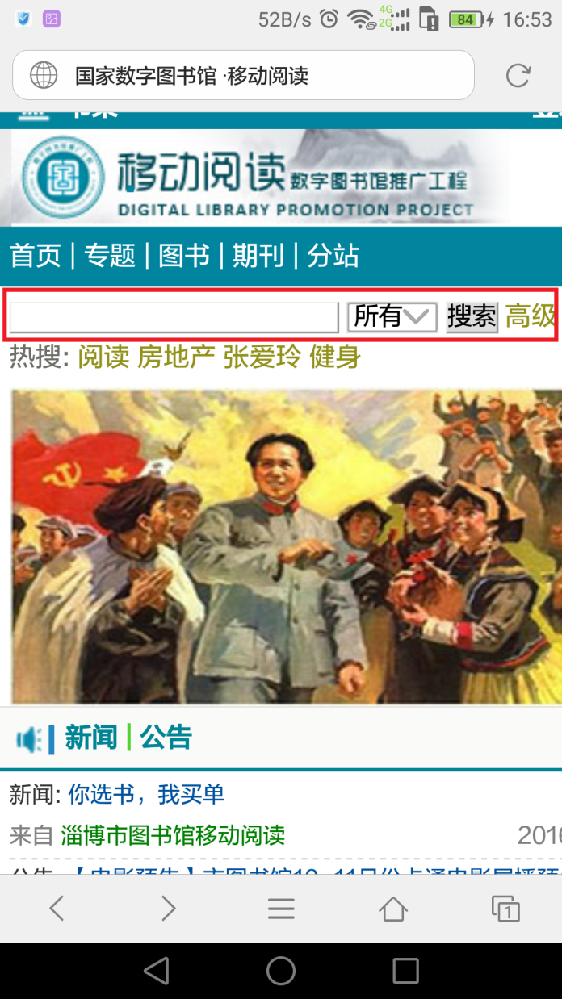 52B/s 4G 2G 84 16:53
国家数字图书馆 ·移动阅读
书架
移动阅读 数字图书馆推广工程
DIGITAL LIBRARY PROMOTION PROJECT
首页 | 专题 | 图书 | 期刊 | 分站
所有 搜索 高级
热搜: 阅读 房地产 张爱玲 健身
新闻 | 公告
新闻: 你选书，我买单
来自 淄博市图书馆移动阅读 2016
1